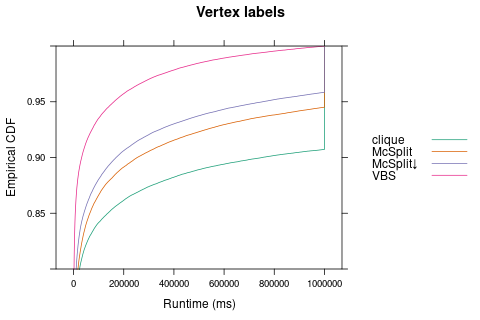 Vertex labels
Empirical CDF
0.95
0.90
0.85
0
200000
400000
600000
800000
1000000
Runtime (ms)
clique
McSplit
McSplit↓
VBS